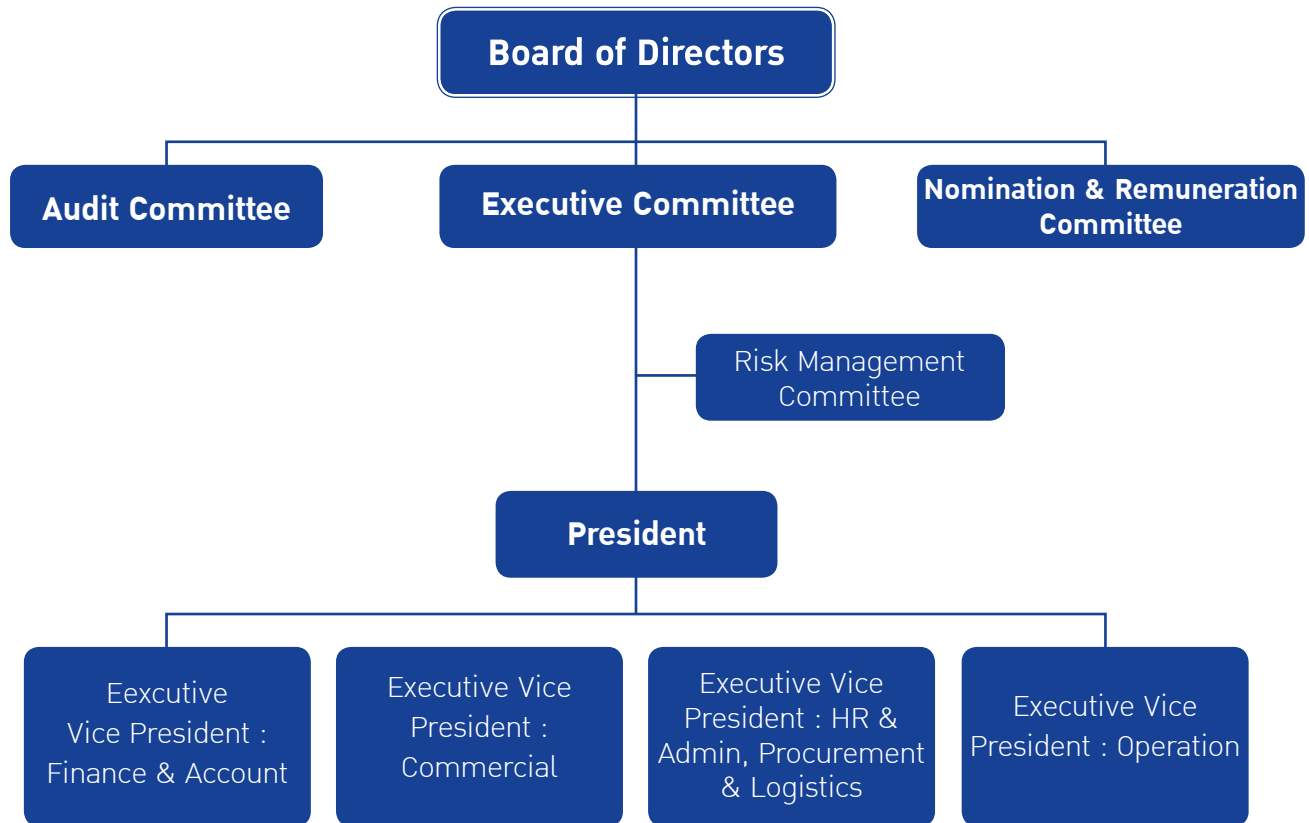 Board of Directors
Audit Committee
Executive Committee
Nomination & Remuneration
Committee
Risk Management
Committee
President
Eexcutive
Vice President :
Finance & Account
Executive Vice
President :
Commercial
Executive Vice
President : HR &
Admin, Procurement
& Logistics
Executive Vice
President : Operation